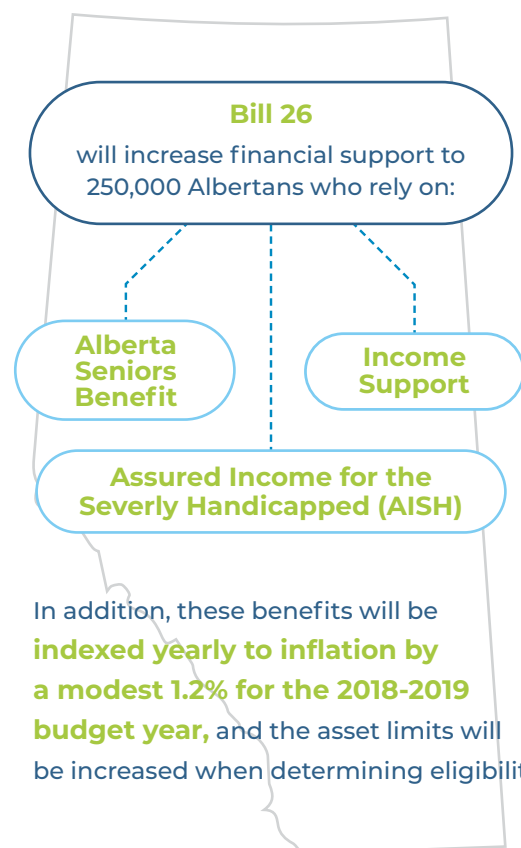 Bill 26
will increase financial support to
250,000 Albertans who rely on:
Alberta
Seniors
Benefit
Income
Support
Assured Income for the
Severly Handicapped (AISH)
In addition, these benefits will be
indexed yearly to inflation by
a modest 1.2% for the 2018-2019
budget year, and the asset limits will
be increased when determining eligibilit